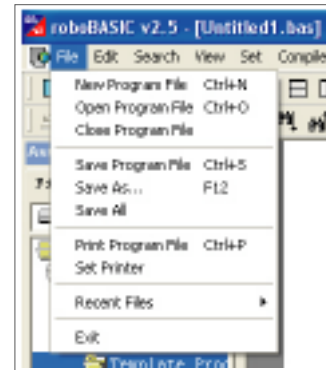 roboBASIC v2.5 - [Untitled1.bas]
File Edit Search View Set Compile
New Program File Ctrl+N
Open Program File Ctrl+O
Close Program File
Save Program File Ctrl+S
Save As... F12
Save All
Print Program File Ctrl+P
Set Printer
Recent Files
Exit
Template Prog